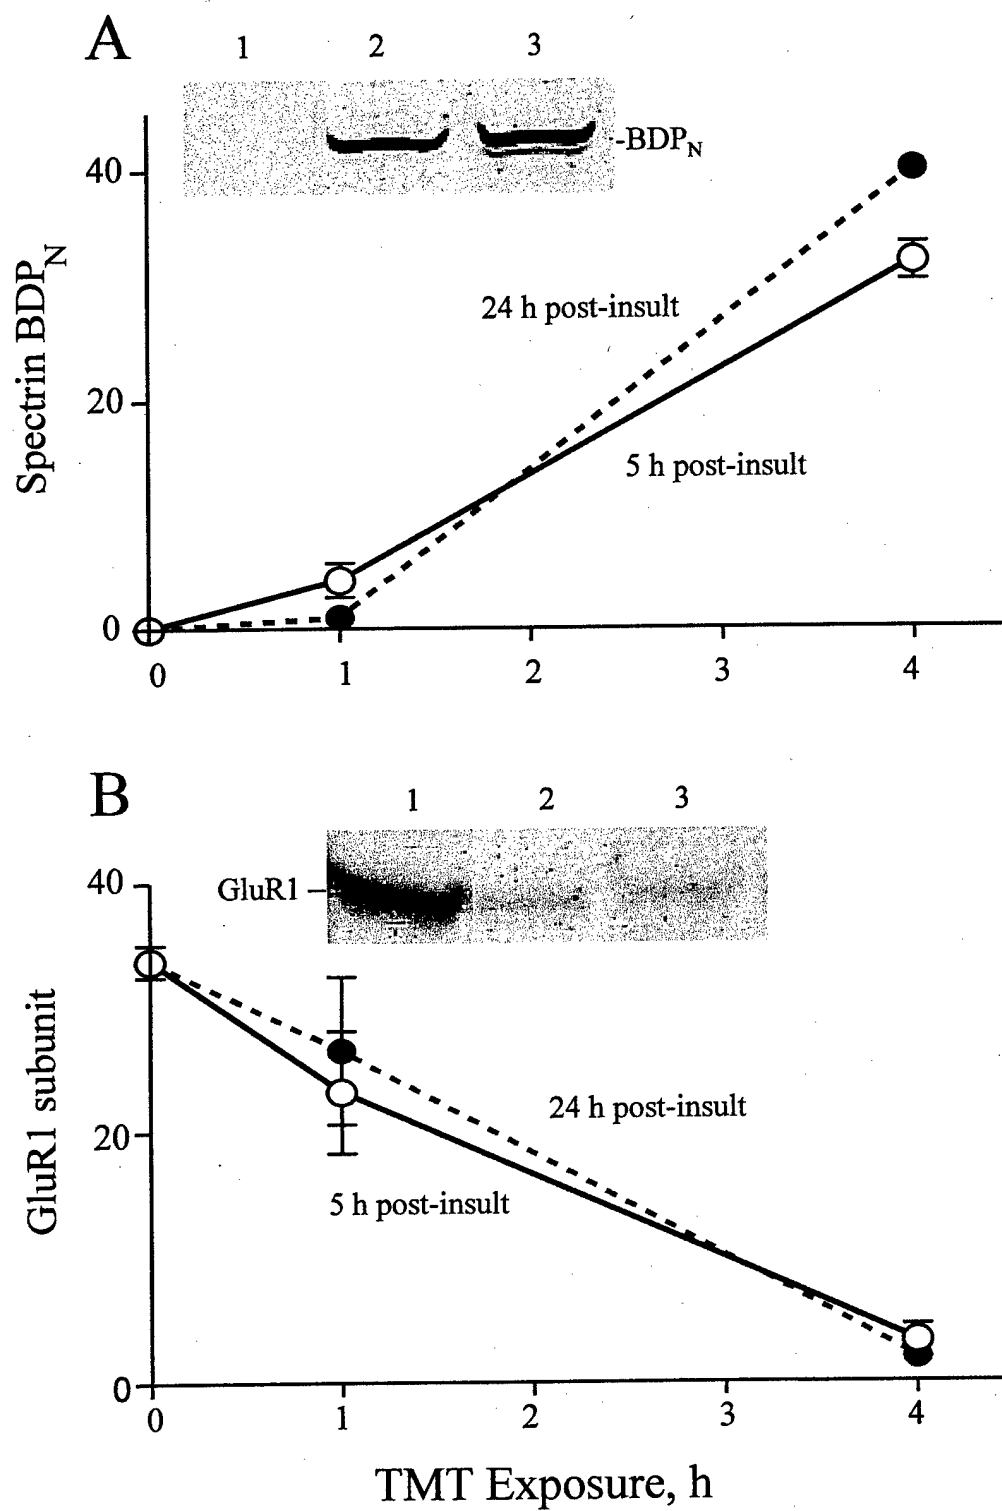 A
1 2 3
-BDPN
40
20
0
Spectrin BDPN
24 h post-insult
5 h post-insult
0 1 2 3 4
B
1 2 3
GluR1
40
20
0
GluR1 subunit
24 h post-insult
5 h post-insult
0 1 2 3 4
TMT Exposure, h